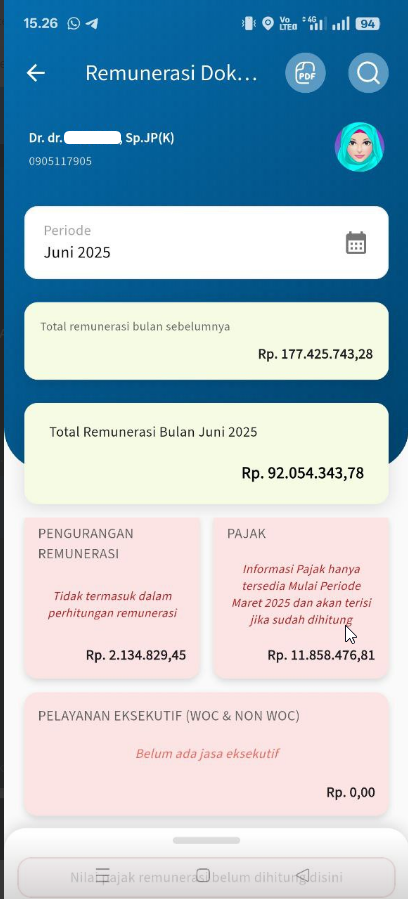 15.26 Vo LTE 4G 94
Remunerasi Dok...
PDF
Dr. dr. , Sp.JP(K)
0905117905
Periode
Juni 2025
Total remunerasi bulan sebelumnya
Rp. 177.425.743,28
Total Remunerasi Bulan Juni 2025
Rp. 92.054.343,78
PENGURANGAN
REMUNERASI
Tidak termasuk dalam
perhitungan remunerasi
Rp. 2.134.829,45
PAJAK
Informasi Pajak hanya
tersedia Mulai Periode
Maret 2025 dan akan terisi
jika sudah dihitung
Rp. 11.858.476,81
PELAYANAN EKSEKUTIF (WOC & NON WOC)
Belum ada jasa eksekutif
Rp. 0,00
Nilai pajak remunerasi belum dihitung disini